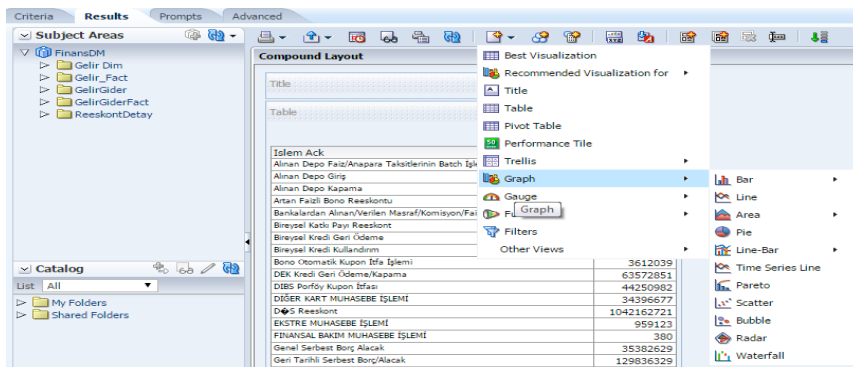 Criteria Results Prompts Advanced
Subject Areas
FinansDM
Gelir Dim
Gelir_Fact
GelirGider
GelirGiderFact
ReeskontDetay
Catalog
List All
My Folders
Shared Folders
Compound Layout
Title
Table
Islem Ack
Alınan Depo Faiz/Anapara Taksitlerinin Batch İşle
Alınan Depo Giriş
Alınan Depo Kapama
Artan Faizli Bono Reeskontu
Bankalardan Alınan/Verilen Masraf/Komisyon/Fai
Bireysel Katkı Payı Reeskont
Bireysel Kredi Geri Ödeme
Bireysel Kredi Kullandırım
Bono Otomatik Kupon İtfa İşlemi 3612039
DEK Kredi Geri Ödeme/Kapama 63572851
DIBS Porföy Kupon İtfası 44250982
DİĞER KART MUHASEBE İŞLEMİ 34396677
D�S Reeskont 1042162721
EKSTRE MUHASEBE İŞLEMİ 959123
FİNANSAL BAKIM MUHASEBE İŞLEMİ 380
Genel Serbest Borç Alacak 35382629
Geri Tarihli Serbest Borç/Alacak 129836329
Best Visualization
Recommended Visualization for
Title
Table
Pivot Table
Performance Tile
Trellis
Graph
Gauge
Graph
Fu
Filters
Other Views
Bar
Line
Area
Pie
Line-Bar
Time Series Line
Pareto
Scatter
Bubble
Radar
Waterfall